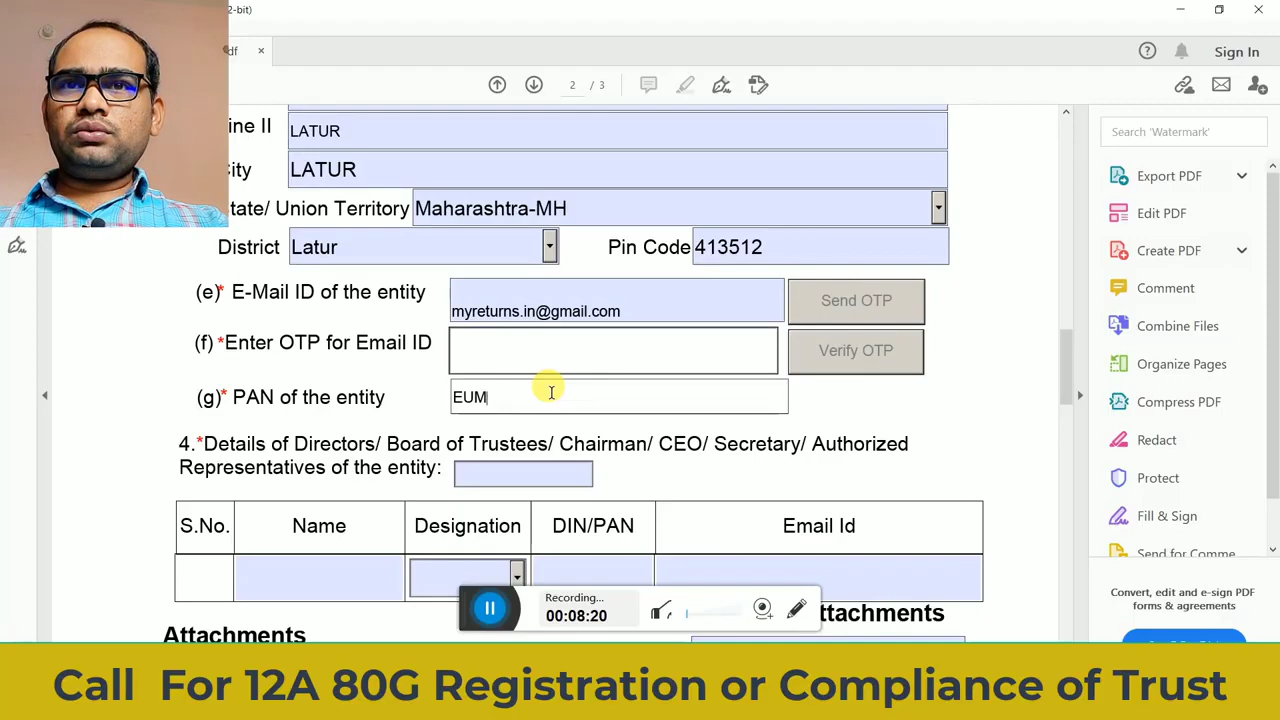 2-bit)
df
2 / 3
Sign In
ine II LATUR
City LATUR
tate/ Union Territory Maharashtra-MH
District Latur Pin Code 413512
(e)* E-Mail ID of the entity myreturns.in@gmail.com Send OTP
(f) *Enter OTP for Email ID Verify OTP
(g)* PAN of the entity EUM
4.*Details of Directors/ Board of Trustees/ Chairman/ CEO/ Secretary/ Authorized
Representatives of the entity:
S.No. Name Designation DIN/PAN Email Id
Attachments
ttachments
Recording...
00:08:20
Search 'Watermark'
Export PDF
Edit PDF
Create PDF
Comment
Combine Files
Organize Pages
Compress PDF
Redact
Protect
Fill & Sign
Send for Comme
Convert, edit and e-sign PDF
forms & agreements
Call For 12A 80G Registration or Compliance of Trust